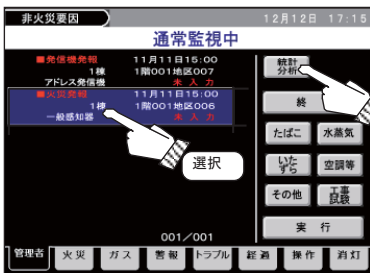 非火災要因
12月12日 17:15
通常監視中
■発信機発報 11月11日15:00
1棟 1階001地区007
アドレス発信機 未入力
■火災発報 11月11日15:00
1棟 1階001地区006
一般感知器 未入力
選択
001/001
統計
分析
終
たばこ 水蒸気
いた
ずら
空調等
その他
工事
試験
実行
管理者 火災 ガス 警報 トラブル 経過 操作 消灯